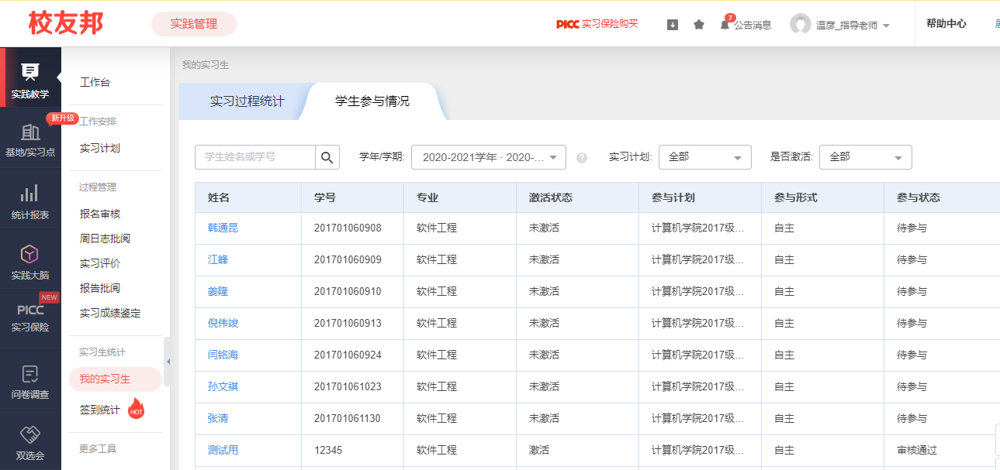 校友邦
实践管理
PICC 实习保险购买
7
公告消息
温彦_指导老师
帮助中心
实践教学
新升级
基地/实习点
统计报表
实践大脑
NEW
PICC
实习保险
问卷调查
双选会
工作台
工作安排
实习计划
过程管理
报名审核
周日志批阅
实习评价
报告批阅
实习成绩鉴定
实习生统计
我的实习生
签到统计 HOT
更多工具
我的实习生
实习过程统计 学生参与情况
学生姓名或学号 学年/学期: 2020-2021学年 · 2020-... ? 实习计划: 全部 是否激活: 全部
姓名 学号 专业 激活状态 参与计划 参与形式 参与状态
韩通昆 201701060908 软件工程 未激活 计算机学院2017级... 自主 待参与
江峰 201701060909 软件工程 未激活 计算机学院2017级... 自主 待参与
姜隆 201701060910 软件工程 未激活 计算机学院2017级... 自主 待参与
倪伟竣 201701060913 软件工程 未激活 计算机学院2017级... 自主 待参与
闫铭海 201701060924 软件工程 未激活 计算机学院2017级... 自主 待参与
孙文祺 201701061023 软件工程 未激活 计算机学院2017级... 自主 待参与
张清 201701061130 软件工程 未激活 计算机学院2017级... 自主 待参与
测试用 12345 软件工程 激活 计算机学院2017级... 自主 审核通过